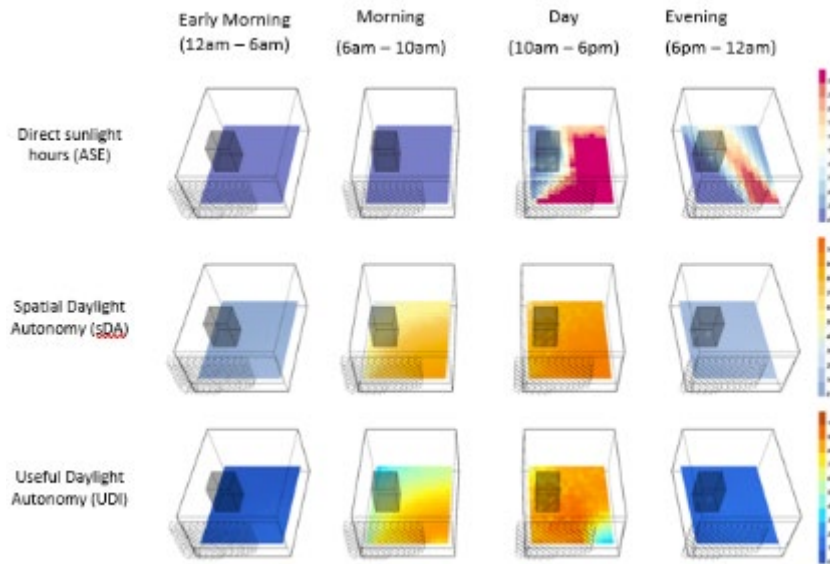 Early Morning
(12am – 6am)
Morning
(6am – 10am)
Day
(10am – 6pm)
Evening
(6pm – 12am)
Direct sunlight
hours (ASE)
Spatial Daylight
Autonomy (sDA)
Useful Daylight
Autonomy (UDI)